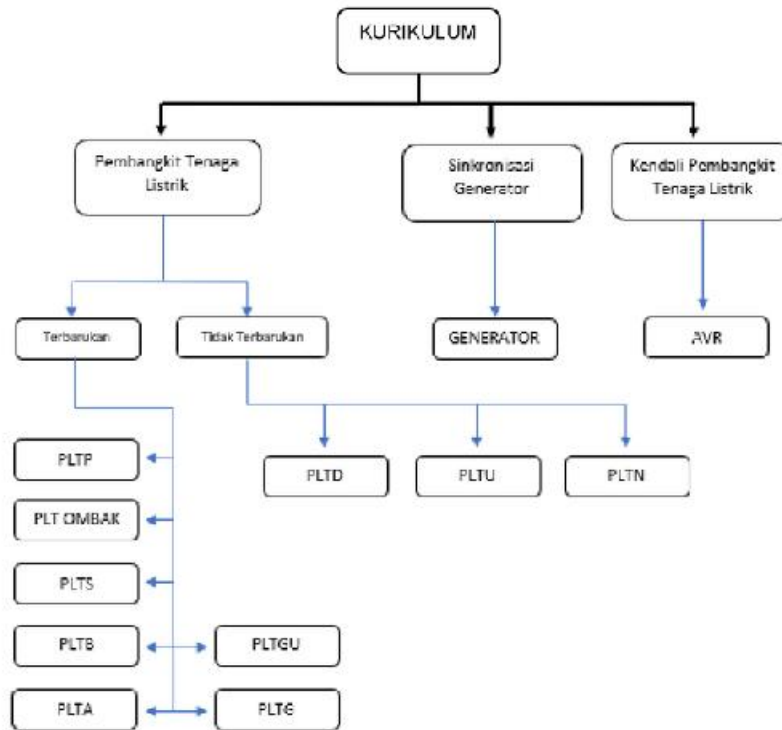 KURIKULUM
Pembangkit Tenaga
Listrik
Sinkronisasi
Generator
Kendali Pembangkit
Tenaga Listrik
Terbarukan
Tidak Terbarukan
GENERATOR
AVR
PLTD
PLTU
PLTN
PLTP
PLT OMBAK
PLTS
PLTB
PLTGU
PLTA
PLTG